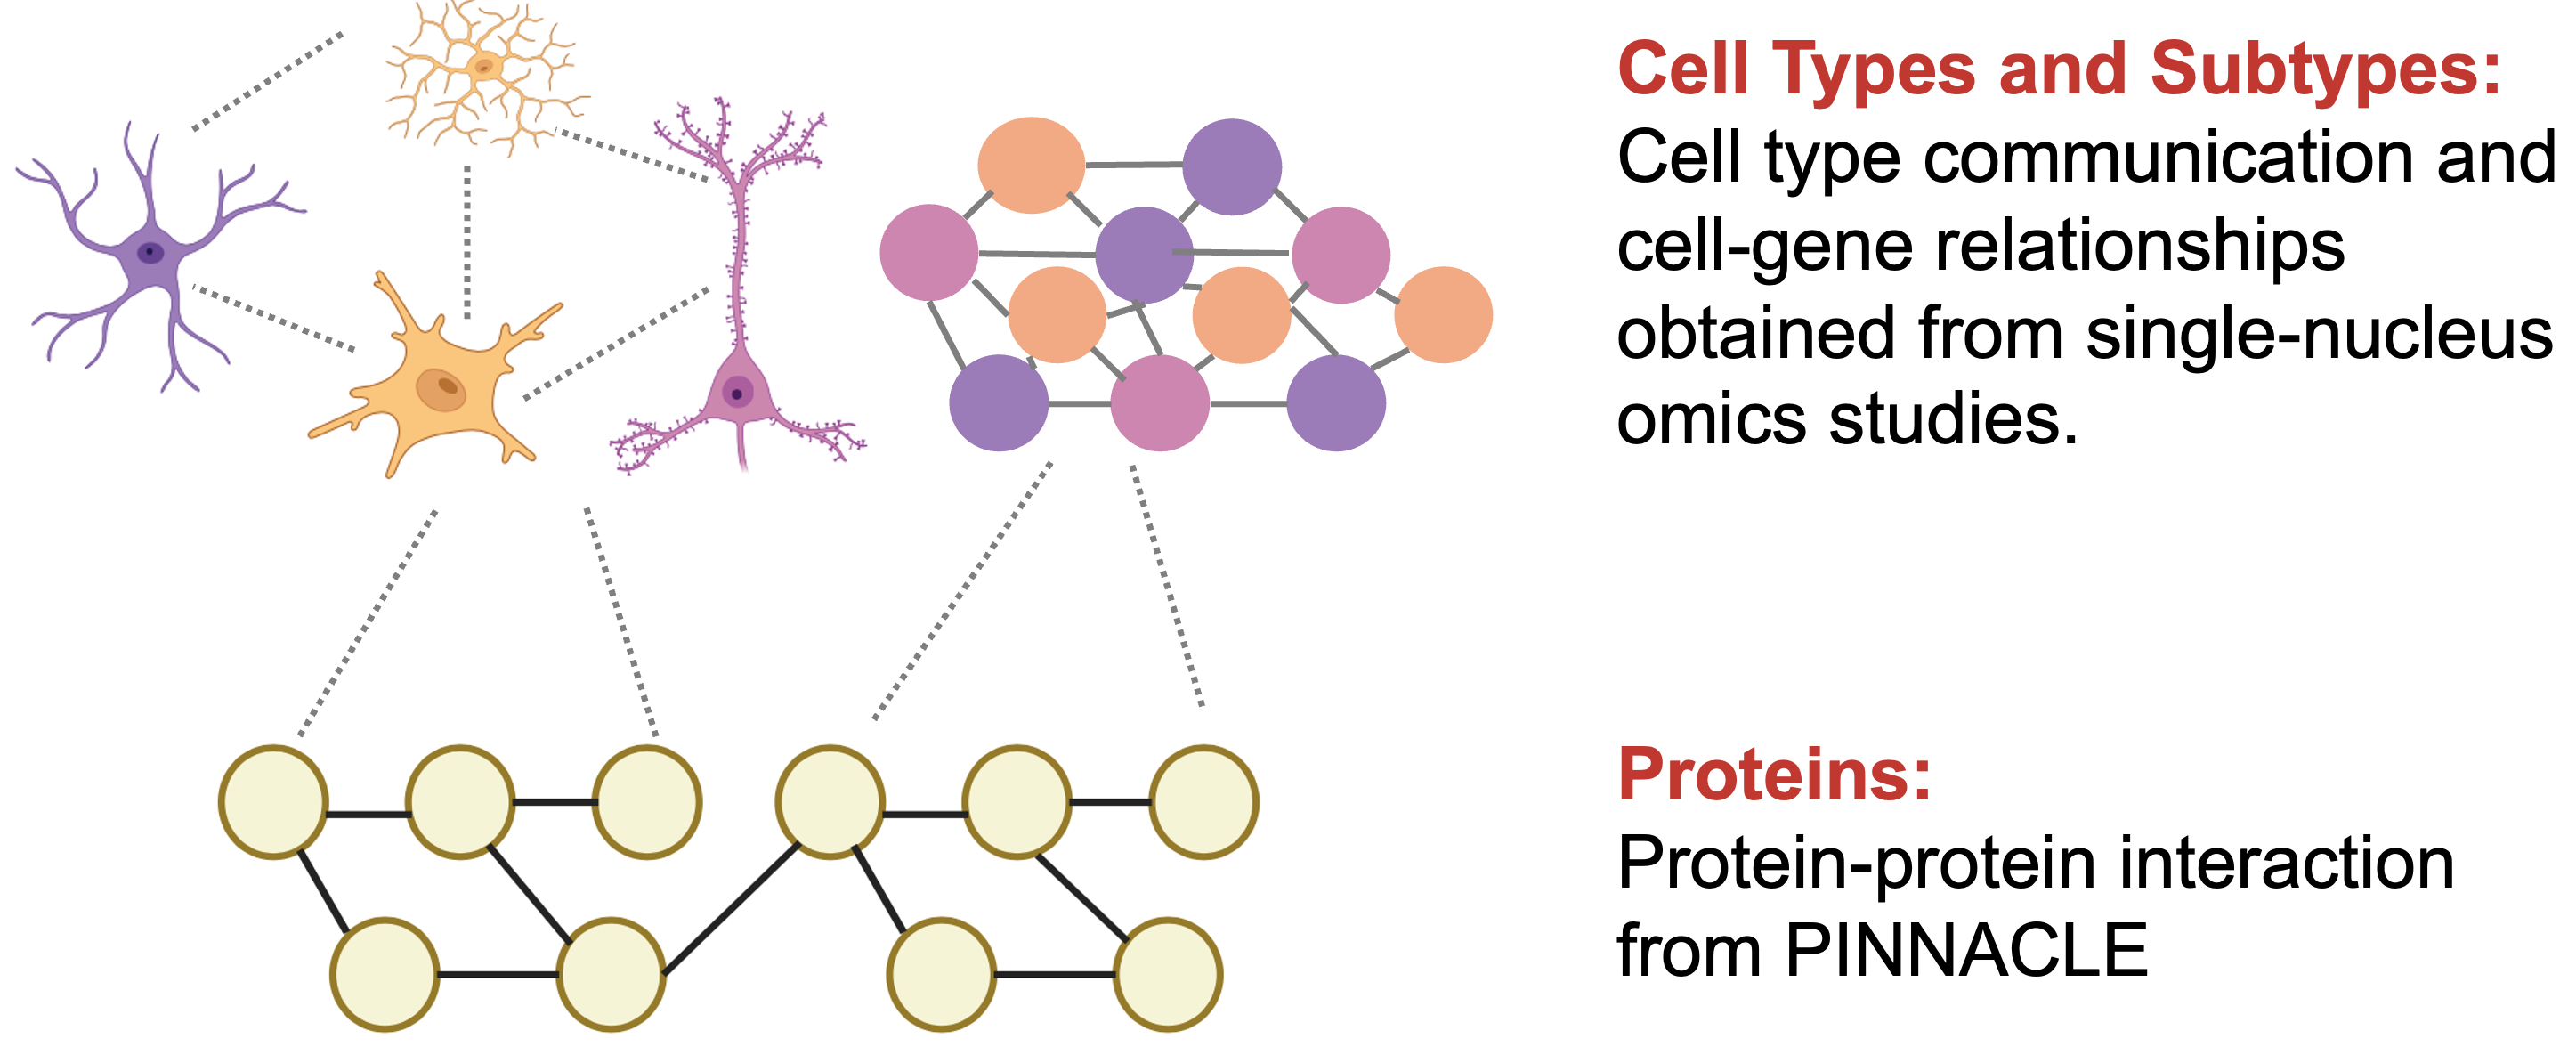 Cell Types and Subtypes:
Cell type communication and
cell-gene relationships
obtained from single-nucleus
omics studies.
Proteins:
Protein-protein interaction
from PINNACLE